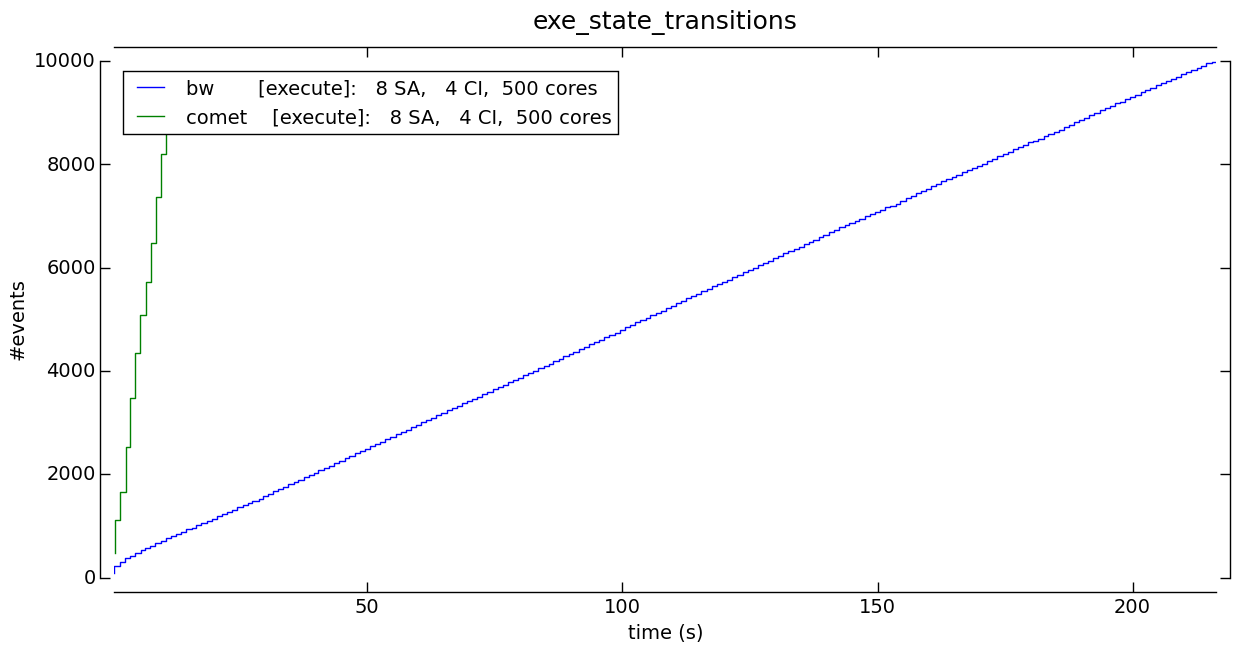 exe_state_transitions
10000
8000
6000
4000
2000
0
#events
bw [execute]: 8 SA, 4 CI, 500 cores
comet [execute]: 8 SA, 4 CI, 500 cores
50 100 150 200
time (s)